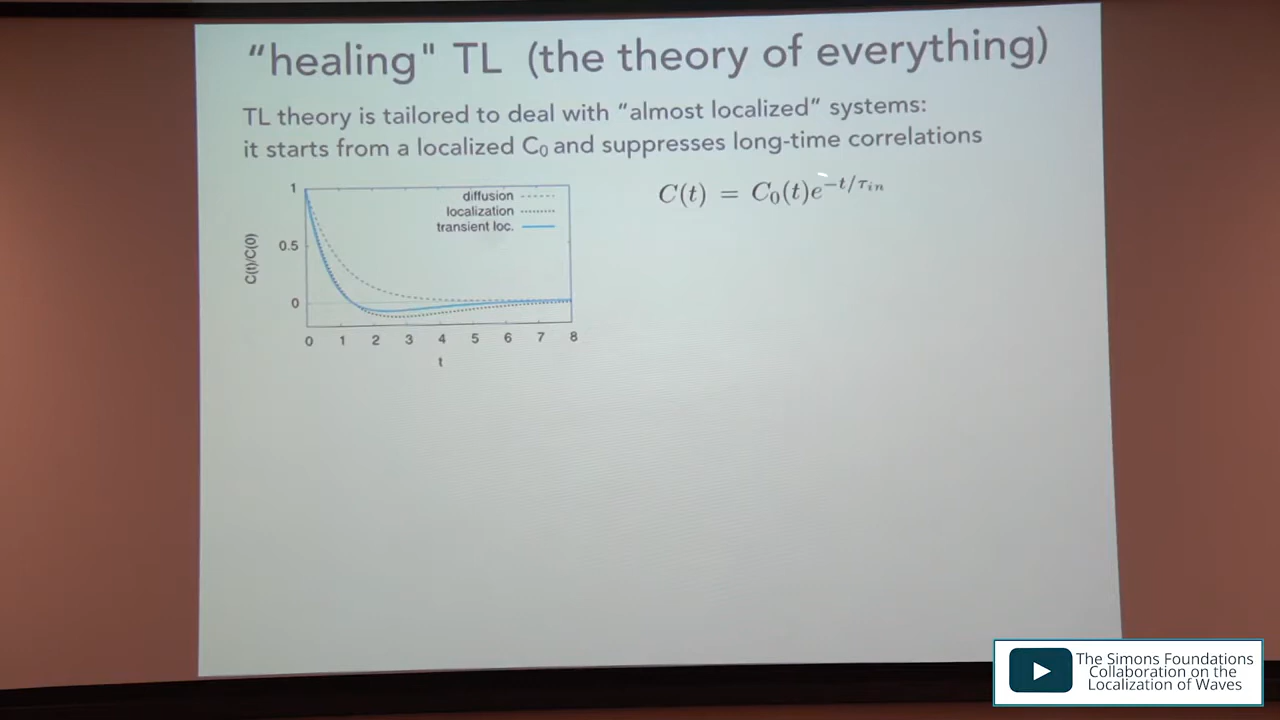 “healing" TL (the theory of everything)
TL theory is tailored to deal with “almost localized” systems:
it starts from a localized C₀ and suppresses long-time correlations
C(t) = C₀(t)e^{-t/τ_{in}}
diffusion
localization
transient loc.
C(t)/C(0)
1
0.5
0
0 1 2 3 4 5 6 7 8
t
The Simons Foundations
Collaboration on the
Localization of Waves